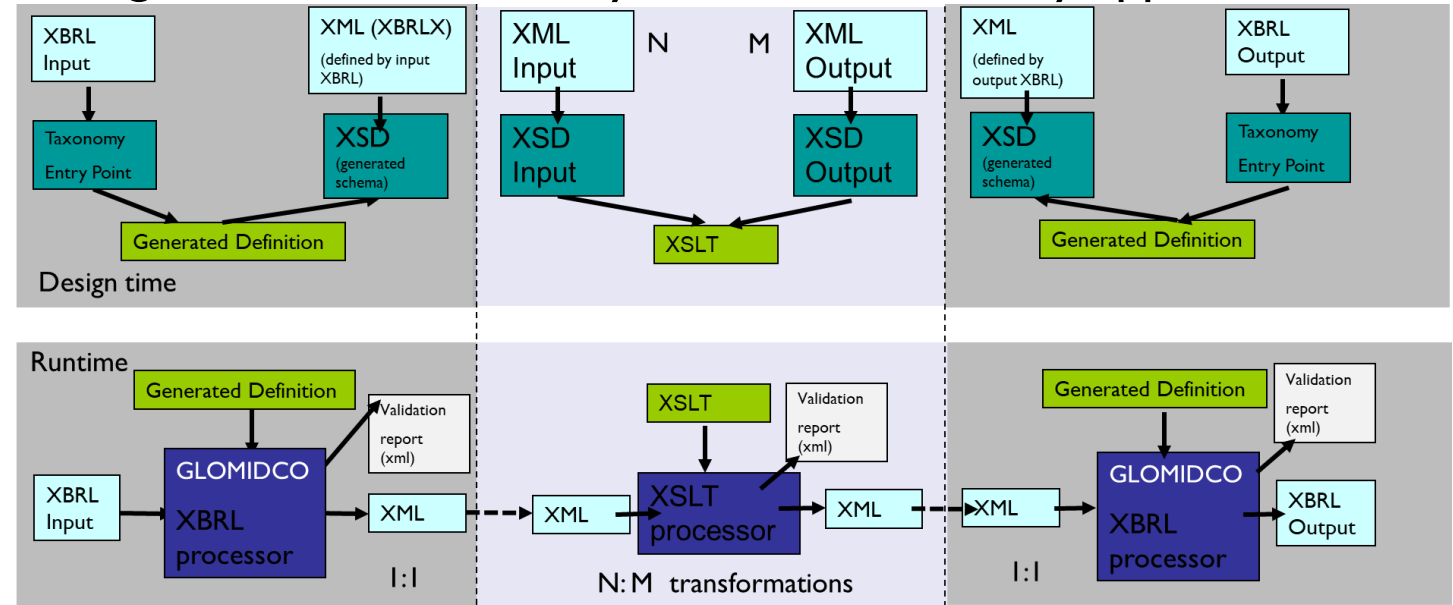 XBRL
Input
XML (XBRLX)
(defined by input
XBRL)
Taxonomy
Entry Point
XSD
(generated
schema)
Generated Definition
Design time
XML
Input
N
M
XML
Output
XSD
Input
XSD
Output
XSLT
XML
(defined by
output XBRL)
XBRL
Output
XSD
(generated
schema)
Taxonomy
Entry Point
Generated Definition
Runtime
Generated Definition
Validation
report
(xml)
GLOMIDCO
XBRL
processor
XBRL
Input
XML
1:1
XSLT
Validation
report
(xml)
XML
XSLT
processor
XML
N:M transformations
Generated Definition
Validation
report
(xml)
XML
GLOMIDCO
XBRL
processor
XBRL
Output
1:1